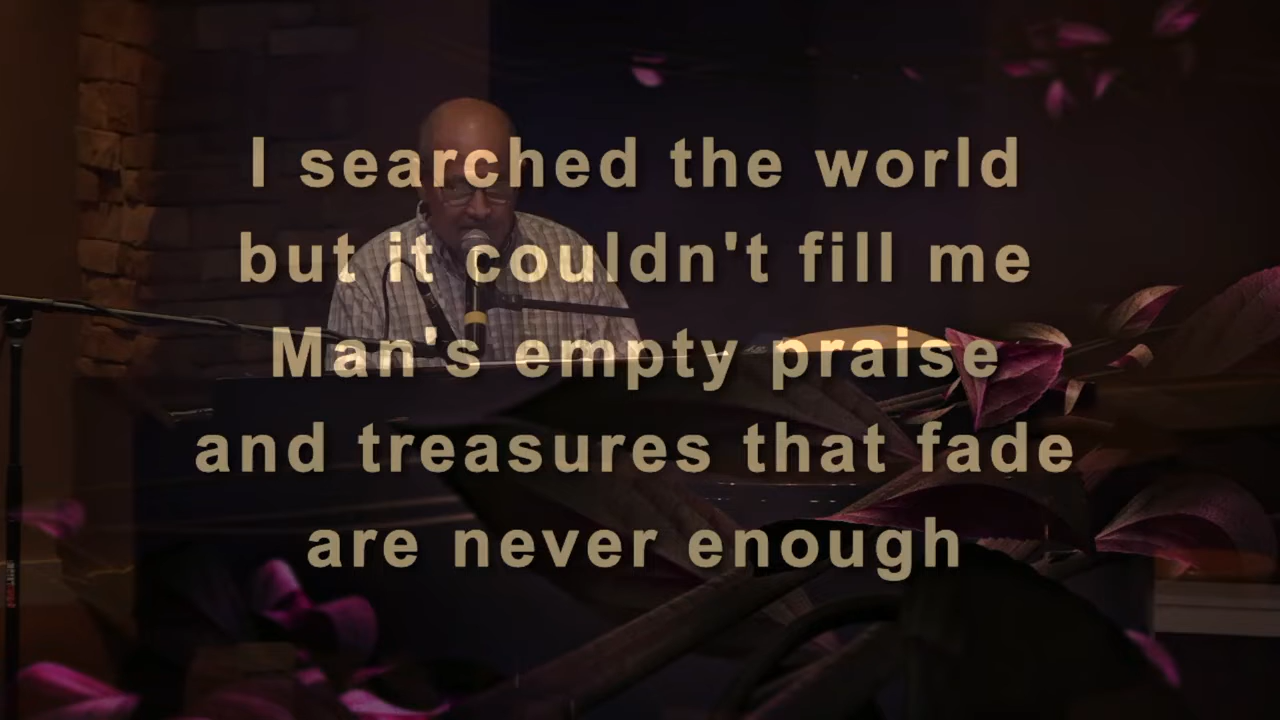 I searched the world
but it couldn't fill me
Man's empty praise
and treasures that fade
are never enough